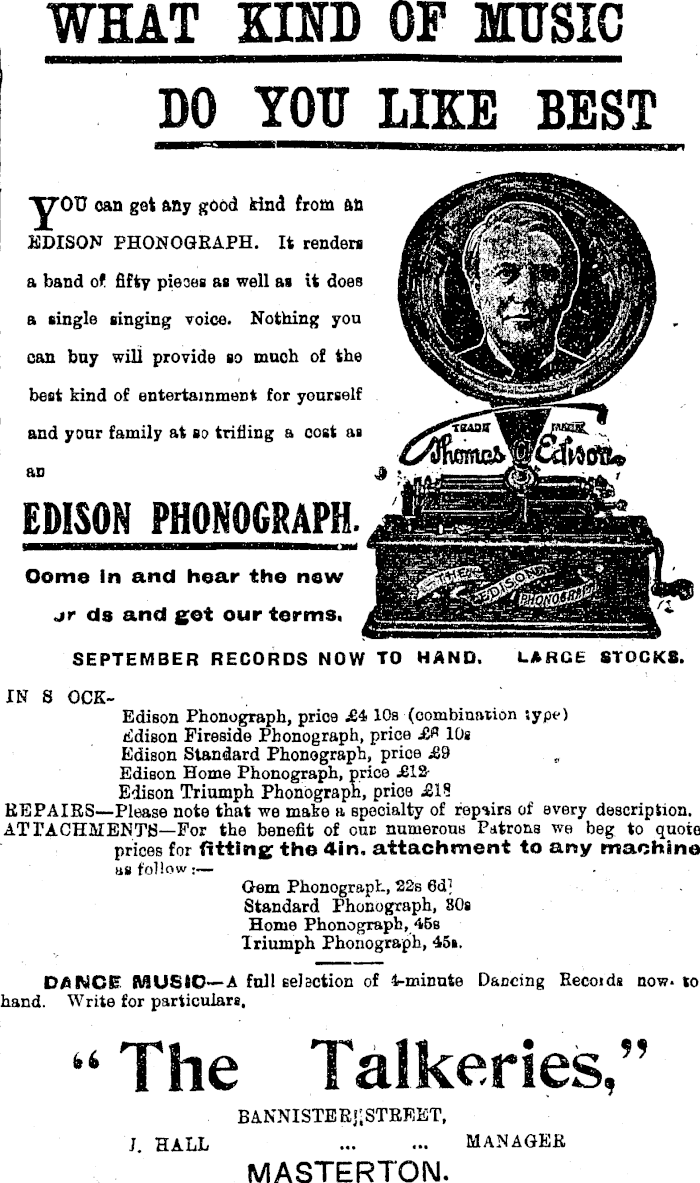 WHAT KIND OF MUSIC
DO YOU LIKE BEST
YOU can get any good kind from an
EDISON PHONOGRAPH. It renders
a band of fifty pieces as well as it does
a single singing voice. Nothing you
can buy will provide so much of the
best kind of entertainment for yourself
and your family at so trifling a cost as
an
EDISON PHONOGRAPH.
Come in and hear the new
ds and get our terms.
TRADE MARK
Thomas A Edison
THE EDISON PHONOGRAPH
SEPTEMBER RECORDS NOW TO HAND. LARGE STOCKS.
IN S OCK-
Edison Phonograph, price £4 10s (combination type)
Edison Fireside Phonograph, price 10s
Edison Standard Phonograph, price £9
Edison Home Phonograph, price £12
Edison Triumph Phonograph, price
REPAIRS—Please note that we make a specialty of repairs of every description.
ATTACHMENTS—For the benefit of our numerous Patrons we beg to quote
prices for fitting the 4in. attachment to any machine
as follow:—
Gem Phonograph, 22s 6d
Standard Phonograph, 30s
Home Phonograph, 45s
Triumph Phonograph, 45s.
DANCE MUSIC—A full selection of 4-minute Dancing Records now to
hand. Write for particulars.
"The Talkeries,"
BANNISTER STREET,
J. HALL ... ... MANAGER
MASTERTON.